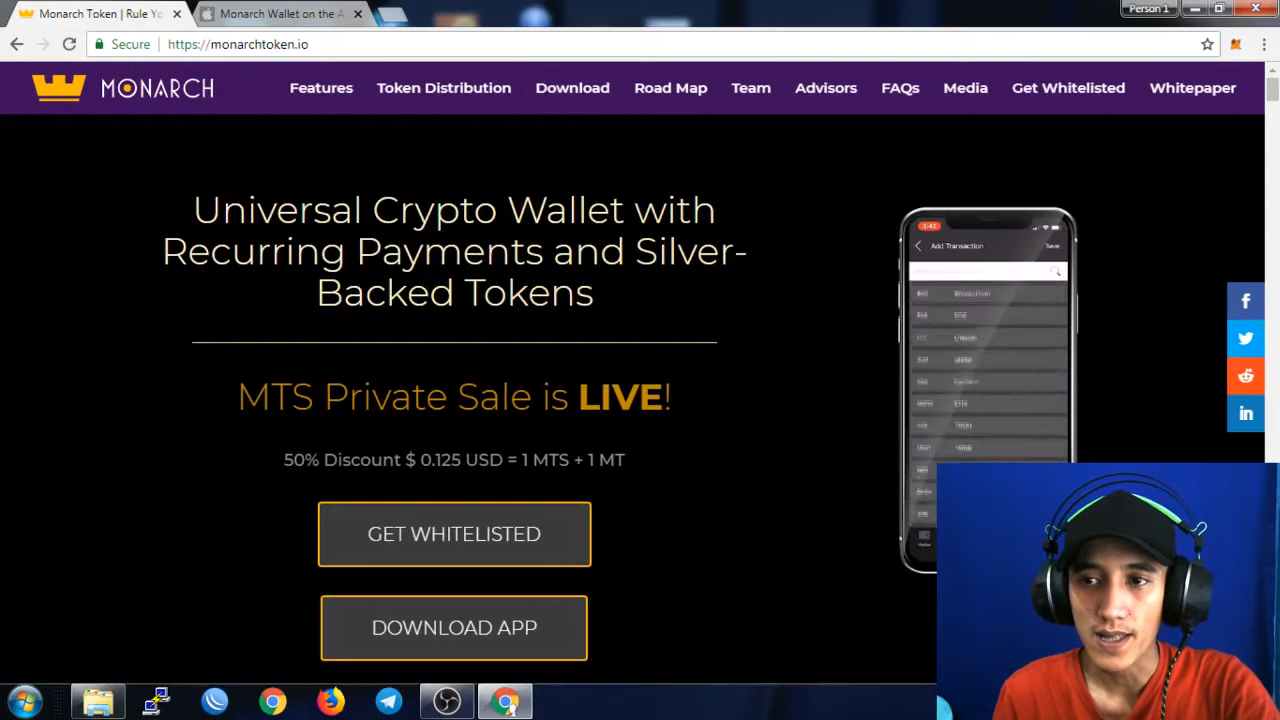 Monarch Token | Rule Yo
Monarch Wallet on the A
Person 1
Secure
https://monarchtoken.io
MONARCH
Features
Token Distribution
Download
Road Map
Team
Advisors
FAQs
Media
Get Whitelisted
Whitepaper
Universal Crypto Wallet with
Recurring Payments and Silver-
Backed Tokens
MTS Private Sale is LIVE!
50% Discount $ 0.125 USD = 1 MTS + 1 MT
GET WHITELISTED
DOWNLOAD APP
3:42
Add Transaction
Save